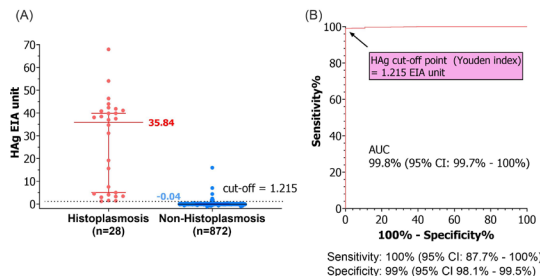 (A)
HAg EIA unit
70
60
50
40
30
20
10
0
35.84
-0.04
cut-off = 1.215
Histoplasmosis
(n=28)
Non-Histoplasmosis
(n=872)
(B)
Sensitivity%
100
80
60
40
20
0
HAg cut-off point (Youden index)
= 1.215 EIA unit
AUC
99.8% (95% CI: 99.7% - 100%)
0 20 40 60 80 100
100% - Specificity%
Sensitivity: 100% (95% CI: 87.7% - 100%)
Specificity: 99% (95% CI 98.1% - 99.5%)